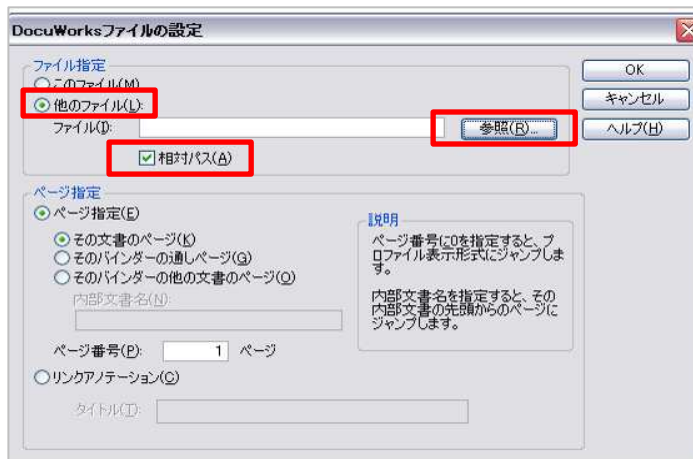 DocuWorksファイルの設定
ファイル指定
このファイル(M)
他のファイル(L):
ファイル(I):
参照(R)...
相対パス(A)
OK
キャンセル
ヘルプ(H)
ページ指定
ページ指定(E)
その文書のページ(K)
そのバインダーの通しページ(G)
そのバインダーの他の文書のページ(O)
内部文書名(N):
ページ番号(P): 1 ページ
リンクアノテーション(C)
タイトル(T):
説明
ページ番号に0を指定すると、プ
ロファイル表示形式にジャンプしま
す。
内部文書名を指定すると、その
内部文書の先頭からのページに
ジャンプします。